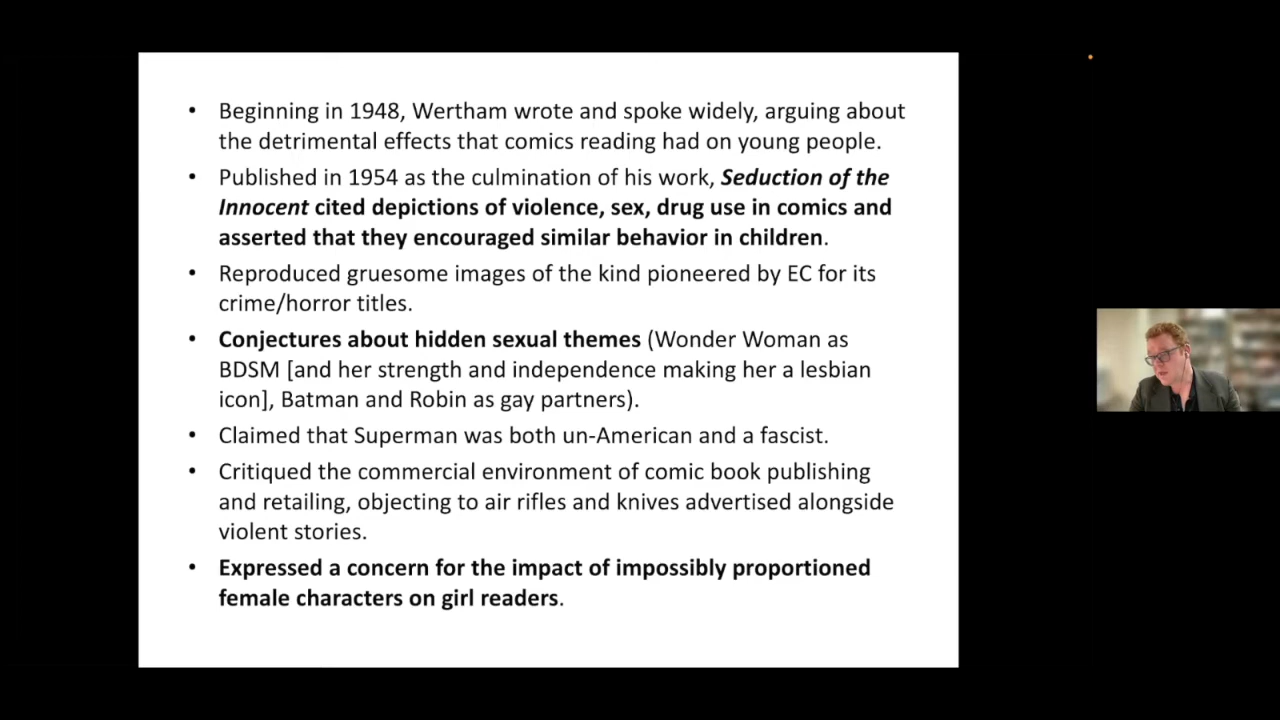 • Beginning in 1948, Wertham wrote and spoke widely, arguing about
the detrimental effects that comics reading had on young people.
• Published in 1954 as the culmination of his work, Seduction of the
Innocent cited depictions of violence, sex, drug use in comics and
asserted that they encouraged similar behavior in children.
• Reproduced gruesome images of the kind pioneered by EC for its
crime/horror titles.
• Conjectures about hidden sexual themes (Wonder Woman as
BDSM [and her strength and independence making her a lesbian
icon], Batman and Robin as gay partners).
• Claimed that Superman was both un-American and a fascist.
• Critiqued the commercial environment of comic book publishing
and retailing, objecting to air rifles and knives advertised alongside
violent stories.
• Expressed a concern for the impact of impossibly proportioned
female characters on girl readers.